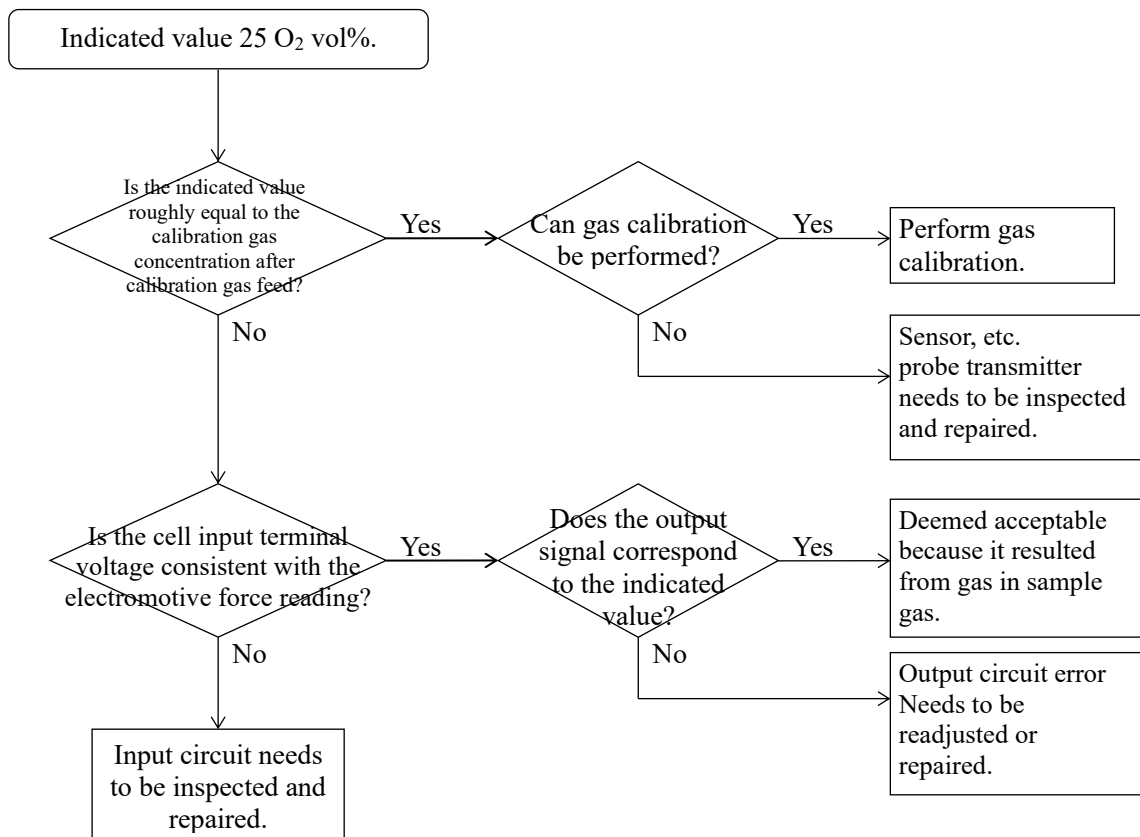 Indicated value 25 O₂ vol%.
Is the indicated value
roughly equal to the
calibration gas
concentration after
calibration gas feed?
Yes
Can gas calibration
be performed?
Yes
Perform gas
calibration.
No
No
Sensor, etc.
probe transmitter
needs to be inspected
and repaired.
Is the cell input terminal
voltage consistent with the
electromotive force reading?
Yes
Does the output
signal correspond
to the indicated
value?
Yes
Deemed acceptable
because it resulted
from gas in sample
gas.
No
No
Output circuit error
Needs to be
readjusted or
repaired.
Input circuit needs
to be inspected and
repaired.